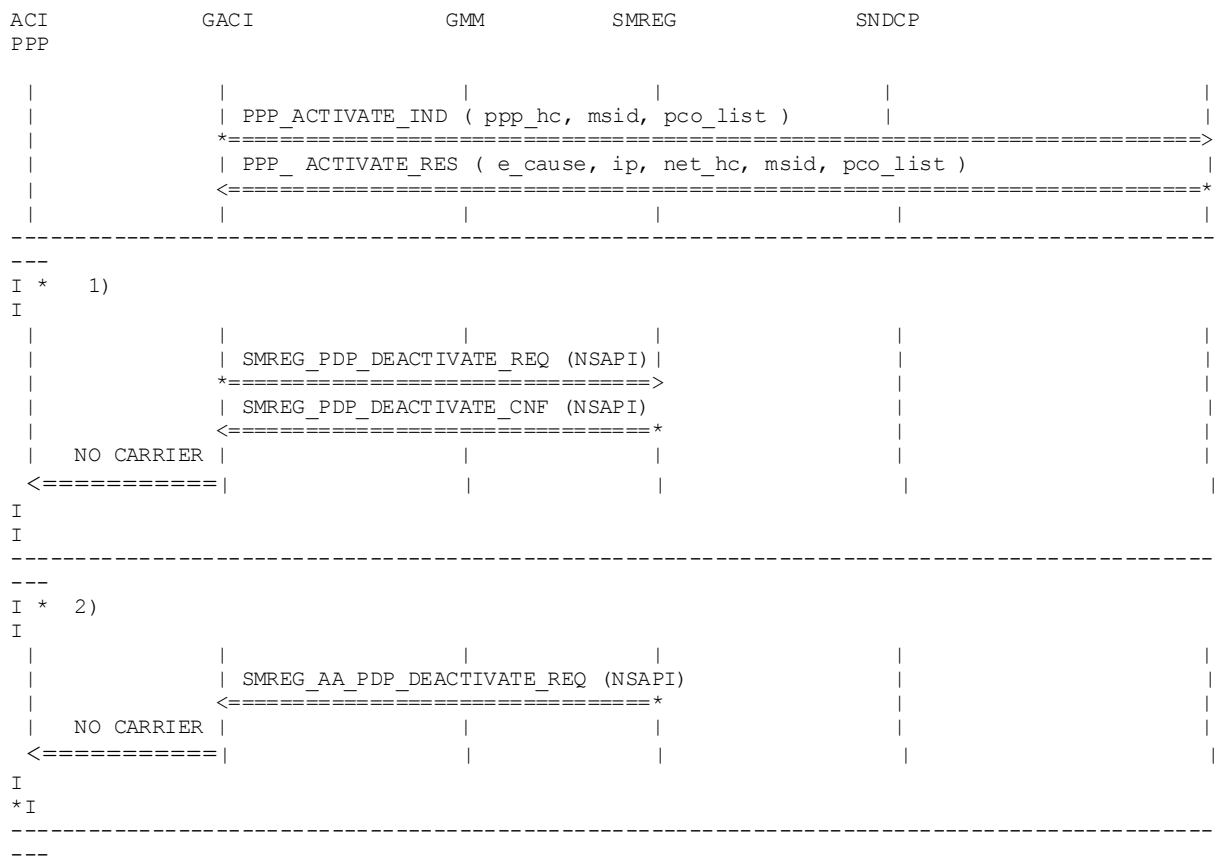 ACI                GACI                        GMM             SMREG                       SNDCP
PPP
 |                   |                          |                |                           |                               |
 |                   | PPP_ACTIVATE_IND ( ppp_hc, msid, pco_list )       |                               |
 |                   *============================================================================>
 |                   | PPP_ ACTIVATE_RES ( e_cause, ip, net_hc, msid, pco_list )                   |
 |                   <============================================================================*
 |                   |                          |                |                           |                               |
----------------------------------------------------------------------------------------------
---
I *   1)
I
 |                   |                          |                |                           |                               |
 |                   | SMREG_PDP_DEACTIVATE_REQ (NSAPI)|                   |                               |
 |                   *=================================>                   |                               |
 |                   | SMREG_PDP_DEACTIVATE_CNF (NSAPI)                    |                               |
 |                   <=================================*                   |                               |
 |   NO CARRIER |                  |              |                  |                       |
 <===========|                  |              |                  |                       |
I
I
----------------------------------------------------------------------------------------------
---
I *  2)
I
 |                   |                          |                |                           |                               |
 |                   | SMREG_AA_PDP_DEACTIVATE_REQ (NSAPI)                 |                               |
 |                   <=================================*                   |                               |
 |   NO CARRIER |                  |              |                  |                       |
 <===========|                  |              |                  |                       |
I
*I
----------------------------------------------------------------------------------------------
---